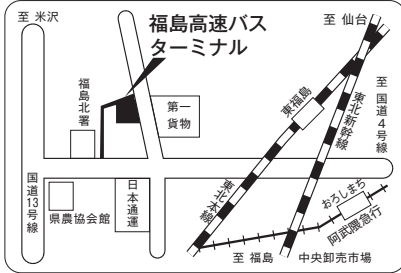 至 米沢
福島高速バス
ターミナル
至 仙台
福島北署
第一
貨物
東福島
東北新幹線
至 国道4号線
国道13号線
県農協会館
日本通運
東北本線
おろしまち
阿武隈急行
至 福島
中央卸売市場